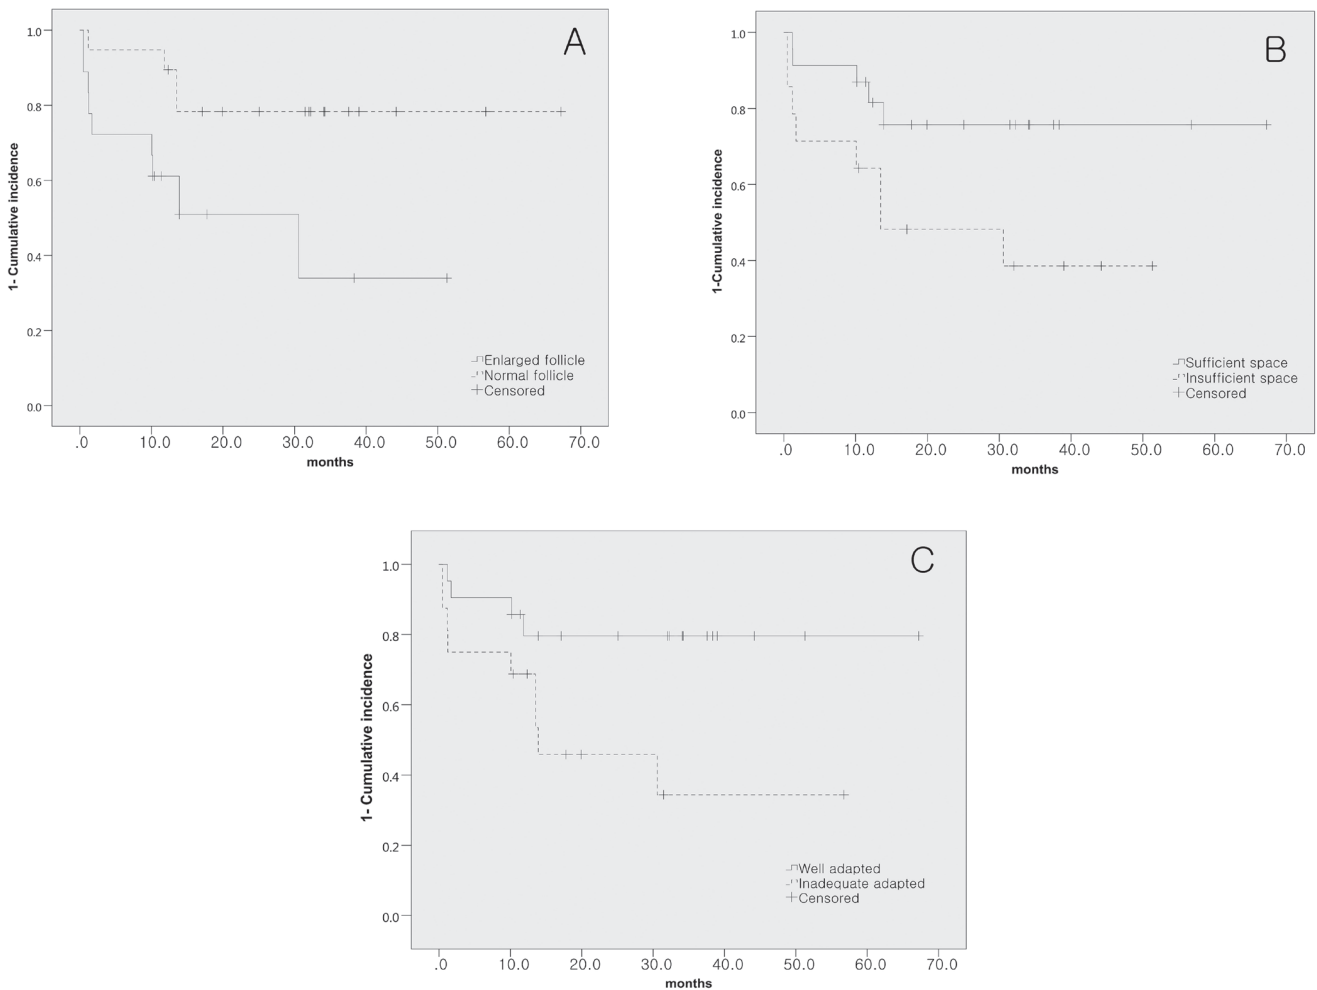 A
1.0
0.8
0.6
0.4
0.2
0.0
1- Cumulative incidence
Enlarged follicle
Normal follicle
Censored
.0 10.0 20.0 30.0 40.0 50.0 60.0 70.0
months
B
1.0
0.8
0.6
0.4
0.2
0.0
1-Cumulative incidence
Sufficient space
Insufficient space
Censored
.0 10.0 20.0 30.0 40.0 50.0 60.0 70.0
months
C
1.0
0.8
0.6
0.4
0.2
0.0
1- Cumulative incidence
Well adapted
Inadequate adapted
Censored
.0 10.0 20.0 30.0 40.0 50.0 60.0 70.0
months